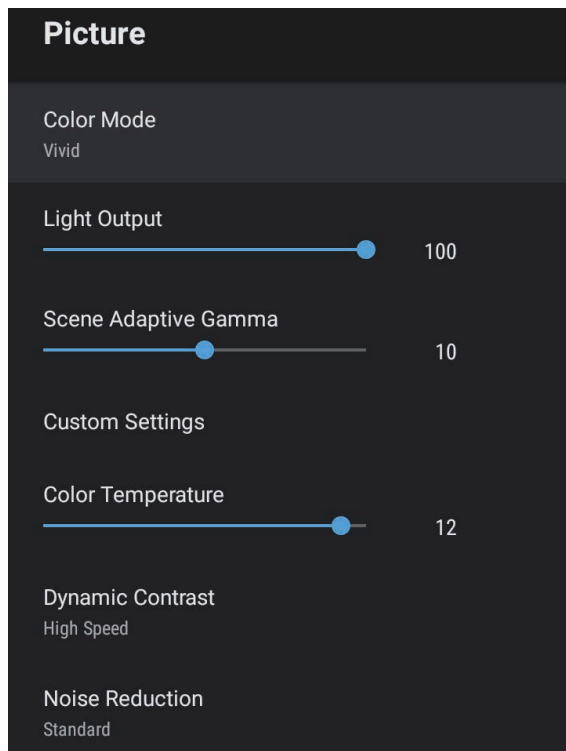 Picture
Color Mode
Vivid
Light Output
100
Scene Adaptive Gamma
10
Custom Settings
Color Temperature
12
Dynamic Contrast
High Speed
Noise Reduction
Standard